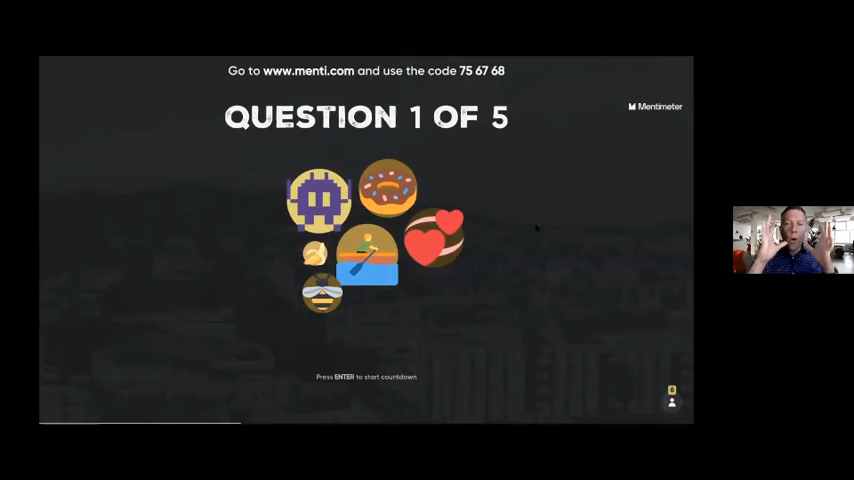 Go to www.menti.com and use the code 75 67 68
Mentimeter
QUESTION 1 OF 5
Press ENTER to start countdown
6